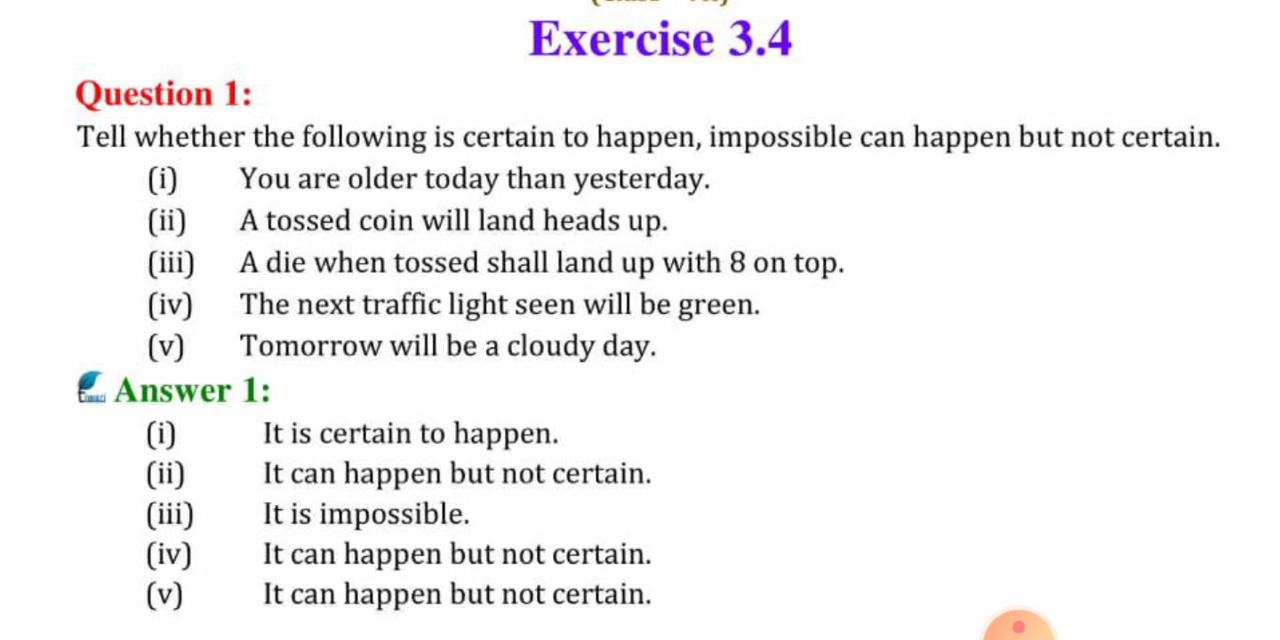 Exercise 3.4
Question 1:
Tell whether the following is certain to happen, impossible can happen but not certain.
(i) You are older today than yesterday.
(ii) A tossed coin will land heads up.
(iii) A die when tossed shall land up with 8 on top.
(iv) The next traffic light seen will be green.
(v) Tomorrow will be a cloudy day.
Answer 1:
(i) It is certain to happen.
(ii) It can happen but not certain.
(iii) It is impossible.
(iv) It can happen but not certain.
(v) It can happen but not certain.